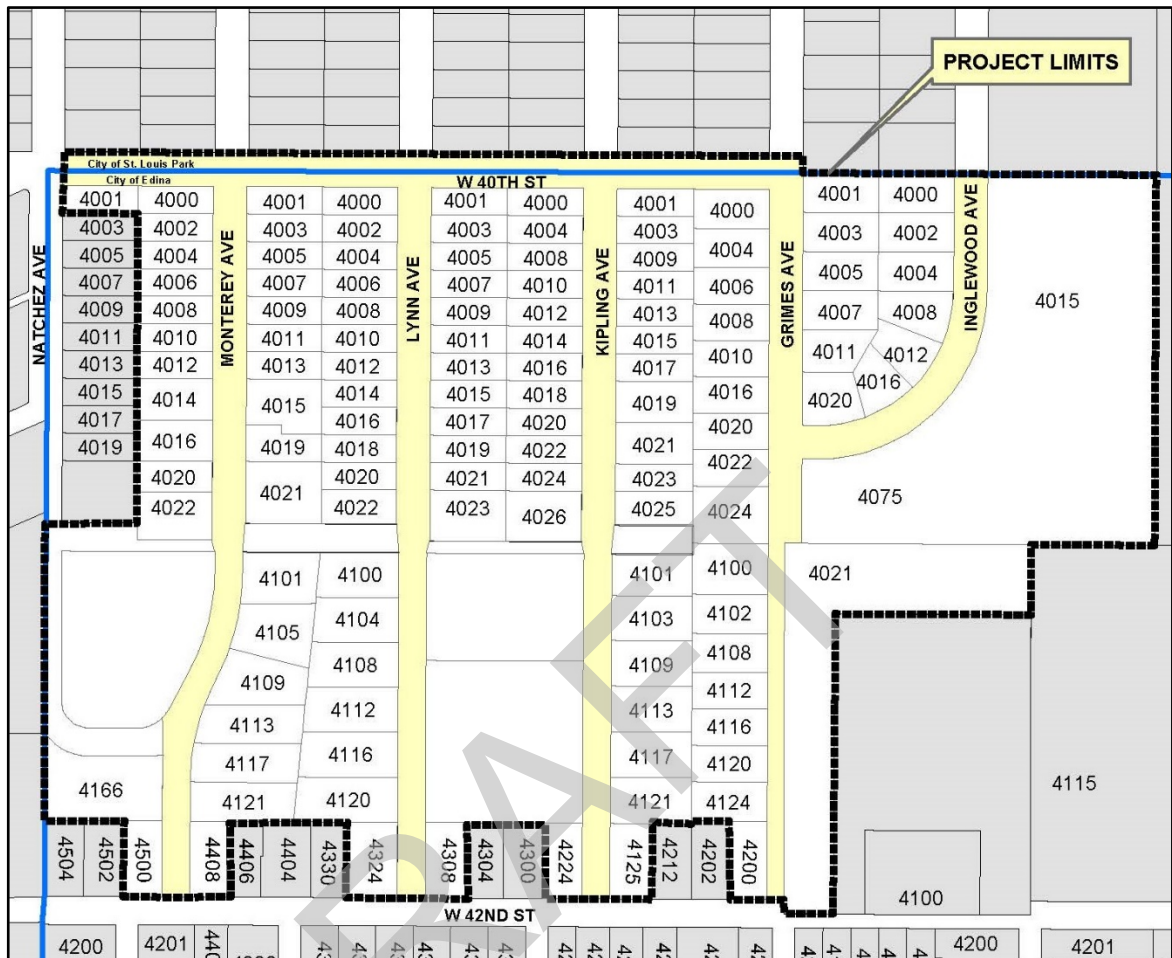 PROJECT LIMITS
City of St. Louis Park
City of Edina
W 40TH ST
4001 4000 4001 4000 4001 4000 4001 4000 4001 4000
4003 4002 4003 4002 4003 4004 4003 4004 4003 4002
4005 4004 4005 4004 4005 4008 4009 4006 4005 4004
4007 4006 4007 4006 4007 4010 4011 4008 4007 4008
4009 4008 4009 4008 4009 4012 4013 4010 4011 4012
4011 4010 4011 4010 4011 4014 4015 4016 4020 4016
4013 4012 4013 4012 4013 4016 4017 4020
4015 4014 4015 4014 4015 4018 4019 4022
4017 4016 4019 4016 4017 4020 4021 4024
4019 4020 4021 4018 4019 4022 4023
4022 4020 4021 4024 4025
4022 4023 4026
NATCHEZ AVE
MONTEREY AVE
LYNN AVE
KIPLING AVE
GRIMES AVE
INGLEWOOD AVE
4015
4075
4021
4101 4100 4101 4100
4105 4104 4103 4102
4109 4108 4109 4108
4113 4112 4113 4112
4117 4116 4117 4116
4121 4120 4121 4120
4124
4166
4115
4100
4504 4502 4500 4408 4406 4404 4330 4324 4308 4304 4300 4224 4125 4212 4202 4200
W 42ND ST
4200 4201 4200 4201
DRAFT